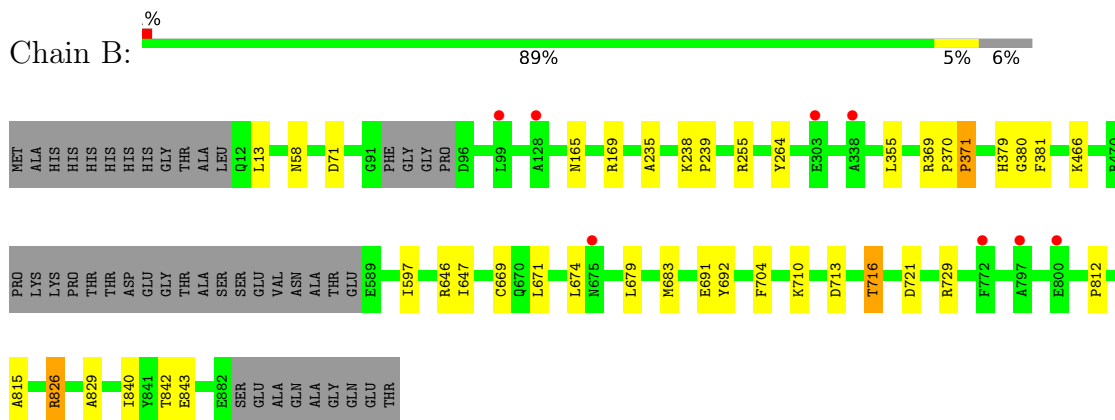 %
Chain B:
89% 5% 6%
MET ALA HIS HIS HIS HIS HIS HIS GLY THR ALA LEU Q12 L13 N58 D71 G91 PHE GLY GLY PRO D96 L99 A128 N165 R169 A235 K238 P239 R255 Y264 E303 A338 L355 R369 P370 P371 H379 G380 F381 K466
PRO LYS LYS PRO THR THR ASP GLU GLY THR ALA SER SER GLU VAL ASN ALA THR GLU E589 I597 R646 I647 C669 Q670 L671 L674 N675 L679 M683 E691 Y692 F704 K710 D713 T716 D721 R729 F772 A797 E800 P812
A815 R826 A829 I840 Y841 T842 E843 E882 SER GLU ALA GLN ALA GLY GLN GLU THR